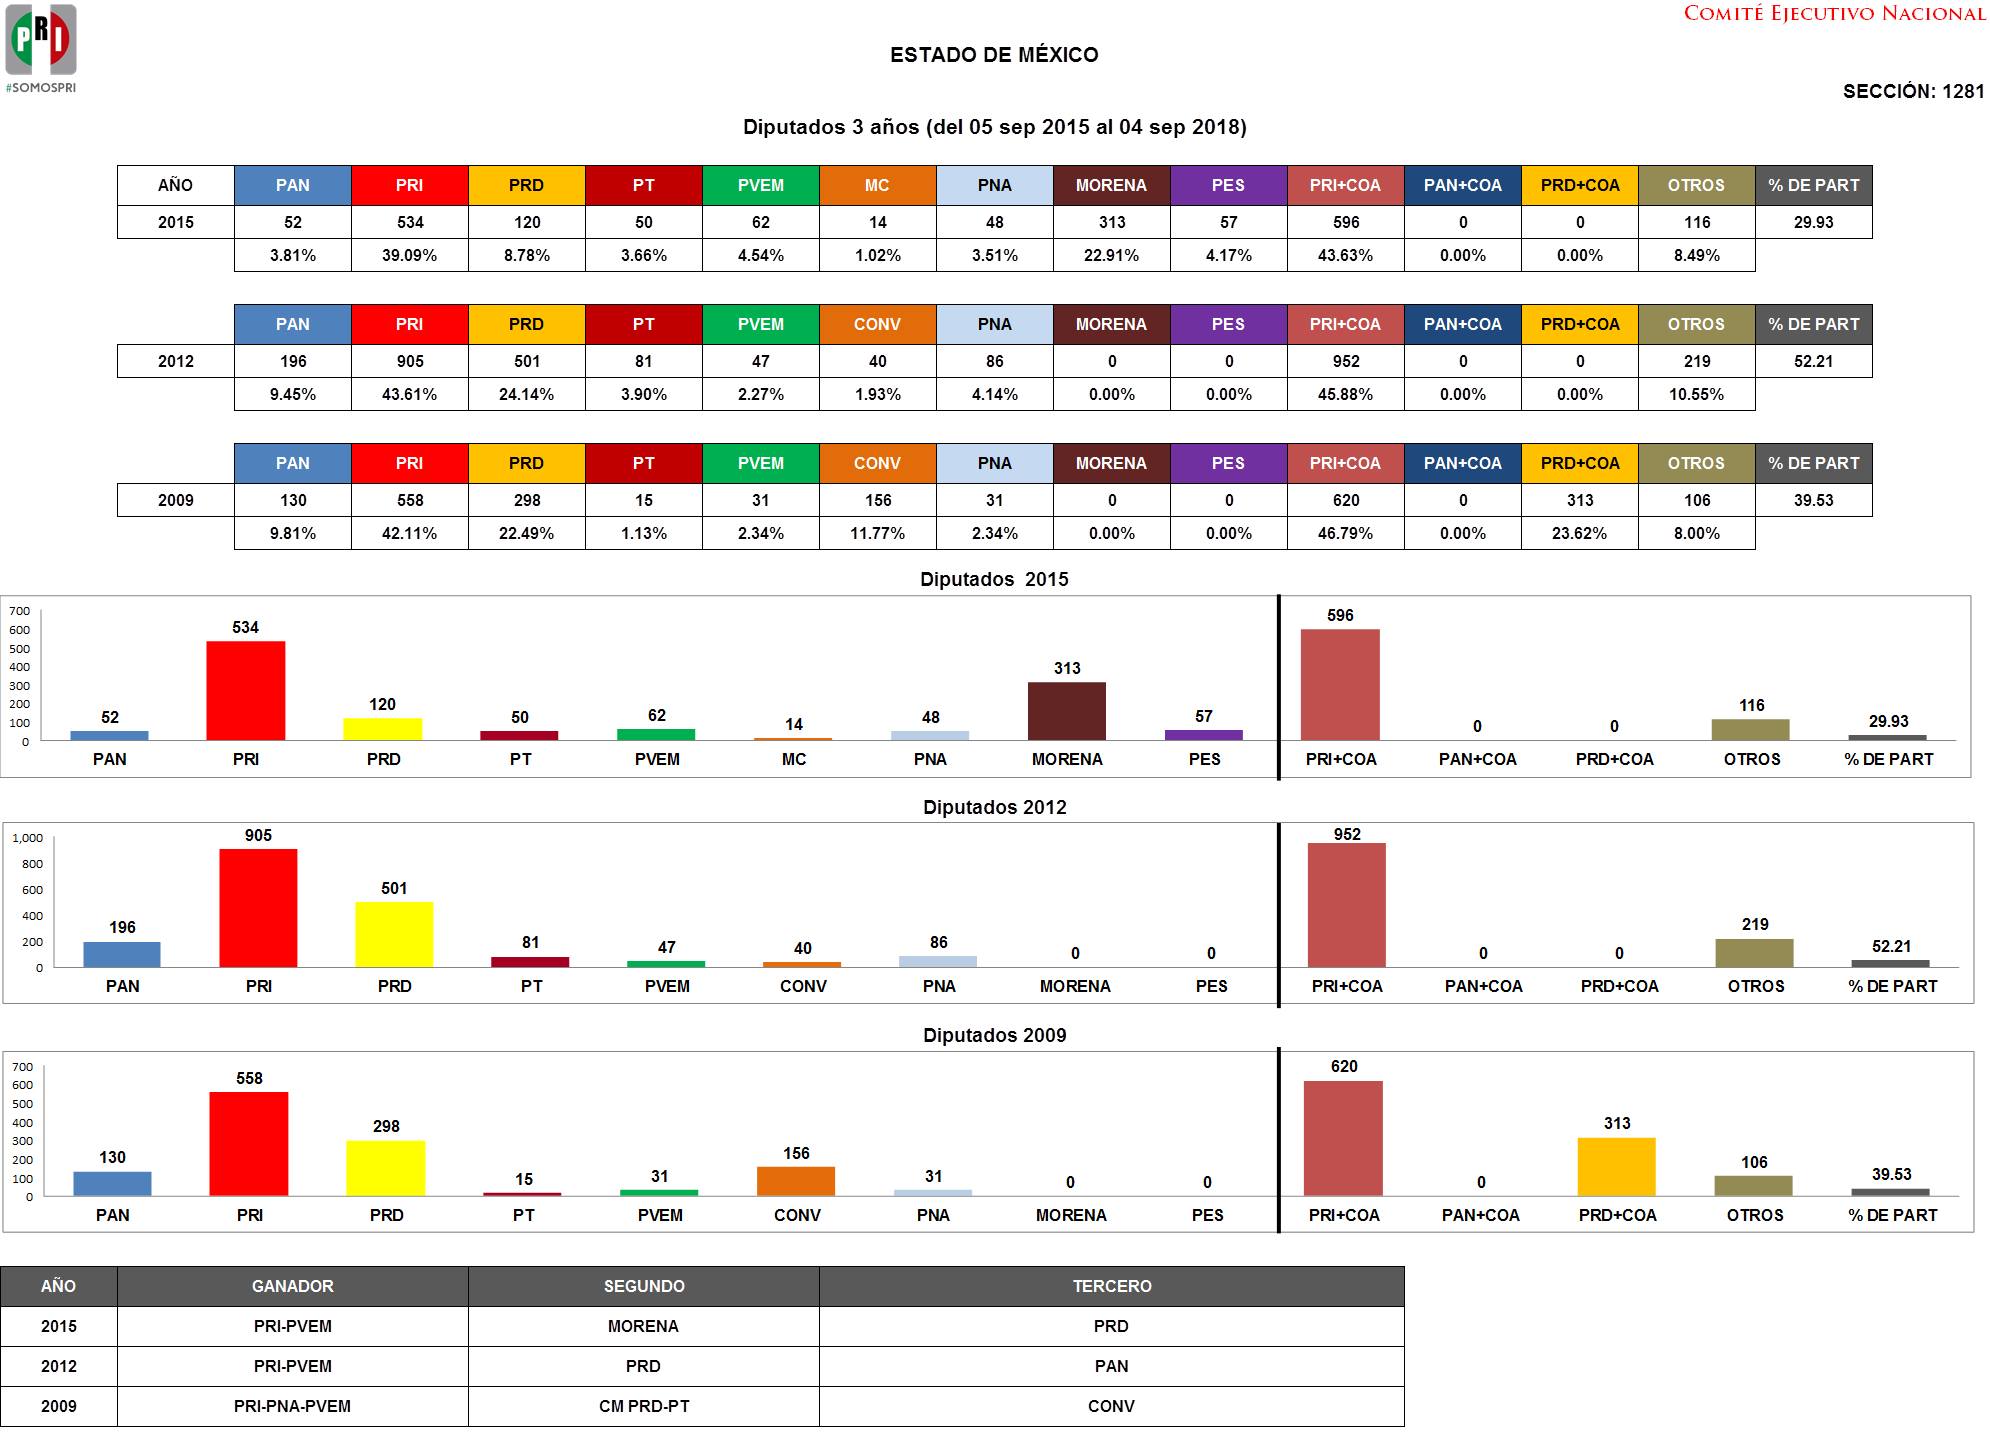 PRI
#SOMOSPRI
COMITÉ EJECUTIVO NACIONAL
ESTADO DE MÉXICO
SECCIÓN: 1281
Diputados 3 años (del 05 sep 2015 al 04 sep 2018)
AÑO PAN PRI PRD PT PVEM MC PNA MORENA PES PRI+COA PAN+COA PRD+COA OTROS % DE PART
2015 52 534 120 50 62 14 48 313 57 596 0 0 116 29.93
3.81% 39.09% 8.78% 3.66% 4.54% 1.02% 3.51% 22.91% 4.17% 43.63% 0.00% 0.00% 8.49%
PAN PRI PRD PT PVEM CONV PNA MORENA PES PRI+COA PAN+COA PRD+COA OTROS % DE PART
2012 196 905 501 81 47 40 86 0 0 952 0 0 219 52.21
9.45% 43.61% 24.14% 3.90% 2.27% 1.93% 4.14% 0.00% 0.00% 45.88% 0.00% 0.00% 10.55%
PAN PRI PRD PT PVEM CONV PNA MORENA PES PRI+COA PAN+COA PRD+COA OTROS % DE PART
2009 130 558 298 15 31 156 31 0 0 620 0 313 106 39.53
9.81% 42.11% 22.49% 1.13% 2.34% 11.77% 2.34% 0.00% 0.00% 46.79% 0.00% 23.62% 8.00%
Diputados 2015
700
600
500
400
300
200
100
0
52 534 120 50 62 14 48 313 57 596 0 0 116 29.93
PAN PRI PRD PT PVEM MC PNA MORENA PES PRI+COA PAN+COA PRD+COA OTROS % DE PART
Diputados 2012
1,000
800
600
400
200
0
196 905 501 81 47 40 86 0 0 952 0 0 219 52.21
PAN PRI PRD PT PVEM CONV PNA MORENA PES PRI+COA PAN+COA PRD+COA OTROS % DE PART
Diputados 2009
700
600
500
400
300
200
100
0
130 558 298 15 31 156 31 0 0 620 0 313 106 39.53
PAN PRI PRD PT PVEM CONV PNA MORENA PES PRI+COA PAN+COA PRD+COA OTROS % DE PART
AÑO GANADOR SEGUNDO TERCERO
2015 PRI-PVEM MORENA PRD
2012 PRI-PVEM PRD PAN
2009 PRI-PNA-PVEM CM PRD-PT CONV